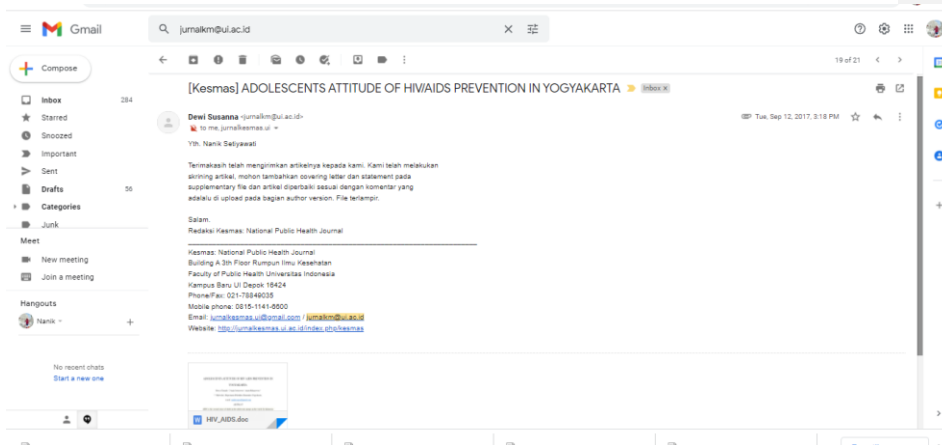 Gmail
jurnalkm@ui.ac.id
Compose
19 of 21
Inbox 284
Starred
Snoozed
Important
Sent
Drafts 56
Categories
Junk
Meet
New meeting
Join a meeting
Hangouts
Nanik
No recent chats
Start a new one
[Kesmas] ADOLESCENTS ATTITUDE OF HIV/AIDS PREVENTION IN YOGYAKARTA Inbox x
Dewi Susanna <jurnalkm@ui.ac.id> Tue, Sep 12, 2017, 3:18 PM
to me, jurnalkesmas.ui
Yth. Nanik Setiyawati
Terimakasih telah mengirimkan artikelnya kepada kami. Kami telah melakukan
skrining artikel, mohon tambahkan covering letter dan statement pada
supplementary file dan artikel diperbaiki sesuai dengan komentar yang
adalalu di upload pada bagian author version. File terlampir.
Salam.
Redaksi Kesmas: National Public Health Journal
Kesmas: National Public Health Journal
Building A 3th Floor Rumpun Ilmu Kesehatan
Faculty of Public Health Universitas Indonesia
Kampus Baru UI Depok 16424
Phone/Fax: 021-78849035
Mobile phone: 0815-1141-6600
Email: jurnalkesmas.ui@gmail.com / jurnalkm@ui.ac.id
Website: http://jurnalkesmas.ui.ac.id/index.php/kesmas
W HIV_AIDS.doc